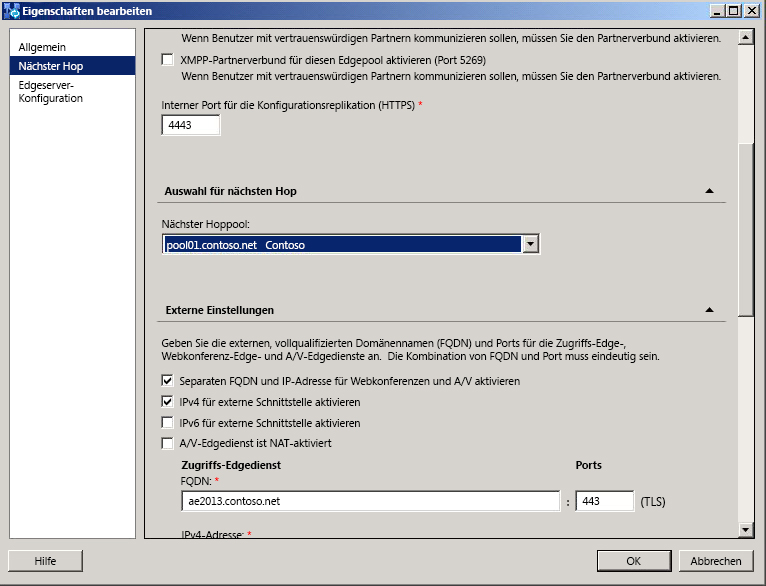 Eigenschaften bearbeiten
Allgemein
Nächster Hop
Edgeserver-
Konfiguration
Wenn Benutzer mit vertrauenswürdigen Partnern kommunizieren sollen, müssen Sie den Partnerverbund aktivieren.
XMPP-Partnerverbund für diesen Edgepool aktivieren (Port 5269)
Wenn Benutzer mit vertrauenswürdigen Partnern kommunizieren sollen, müssen Sie den Partnerverbund aktivieren.
Interner Port für die Konfigurationsreplikation (HTTPS) *
4443
Auswahl für nächsten Hop
Nächster Hoppool:
pool01.contoso.net Contoso
Externe Einstellungen
Geben Sie die externen, vollqualifizierten Domänennamen (FQDN) und Ports für die Zugriffs-Edge-,
Webkonferenz-Edge- und A/V-Edgedienste an. Die Kombination von FQDN und Port muss eindeutig sein.
Separaten FQDN und IP-Adresse für Webkonferenzen und A/V aktivieren
IPv4 für externe Schnittstelle aktivieren
IPv6 für externe Schnittstelle aktivieren
A/V-Edgedienst ist NAT-aktiviert
Zugriffs-Edgedienst Ports
FQDN: *
ae2013.contoso.net : 443 (TLS)
IPv4-Adresse: *
Hilfe OK Abbrechen